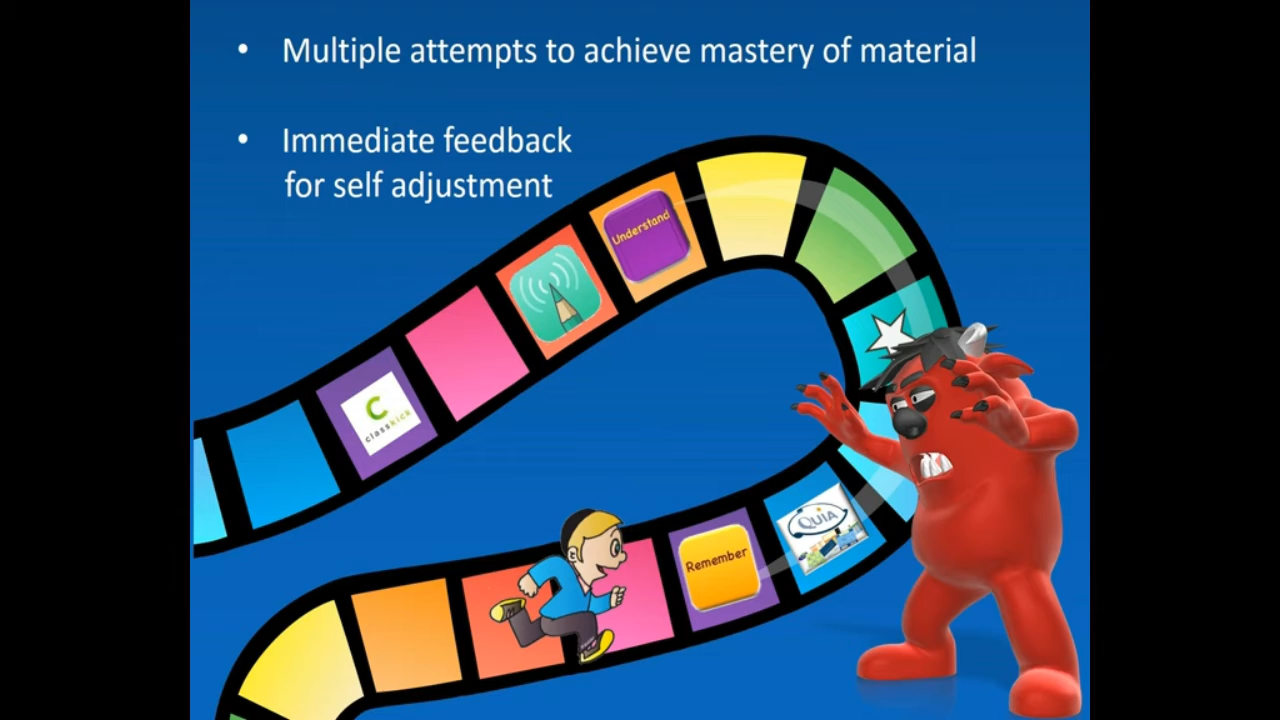 • Multiple attempts to achieve mastery of material
• Immediate feedback
for self adjustment
Understand
C
classkick
QUIA
Remember